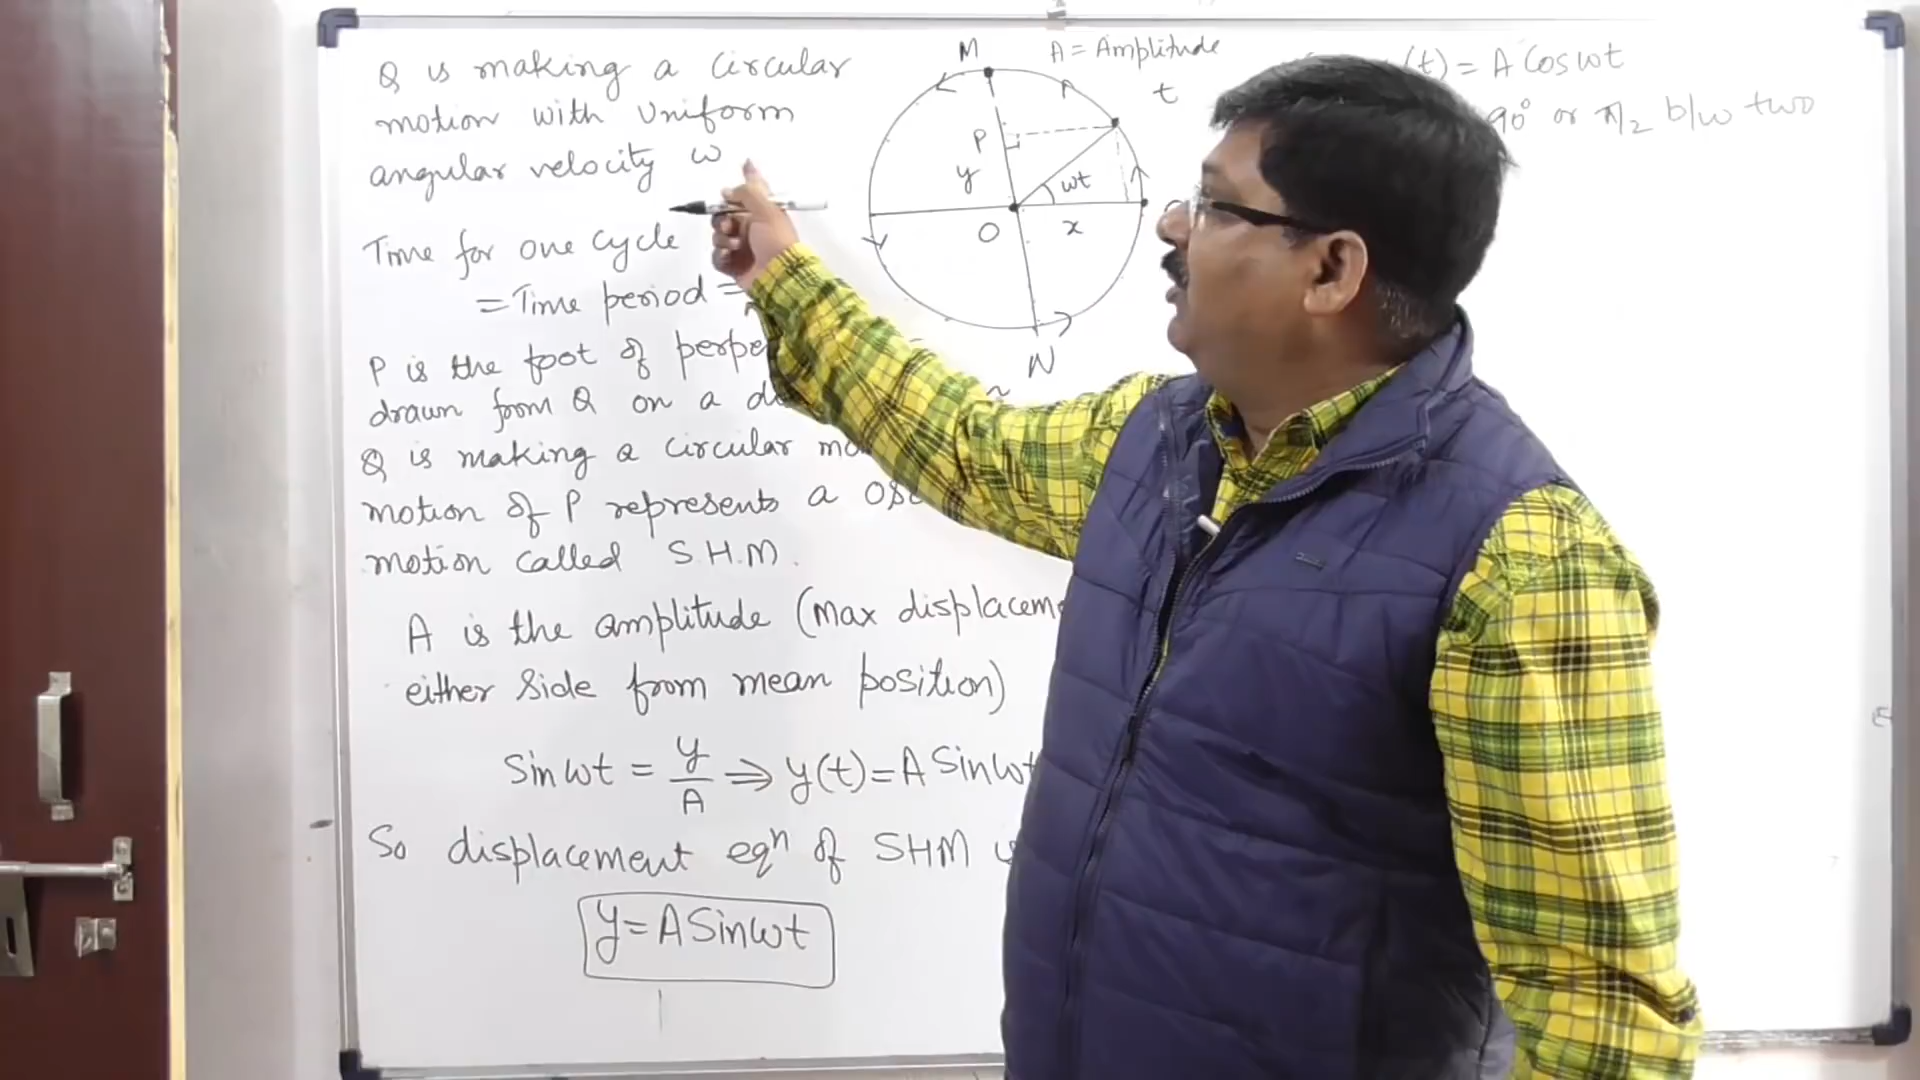 Q is making a circular
motion with Uniform
angular velocity ω
Time for one cycle
= Time period =
P is the foot of
drawn from Q on a
Q is making a circular
motion of P represents a
motion called S.H.M.
A is the amplitude (Max
either side from mean position)
Sin ωt = y/A ⇒ y(t) = A Sin ωt
So displacement eqn of SHM
y = A Sin ωt
M
A = Amplitude
t
P
y
ωt
O
x
N
(t) = A Cos ωt
90° or π/2 b/w two